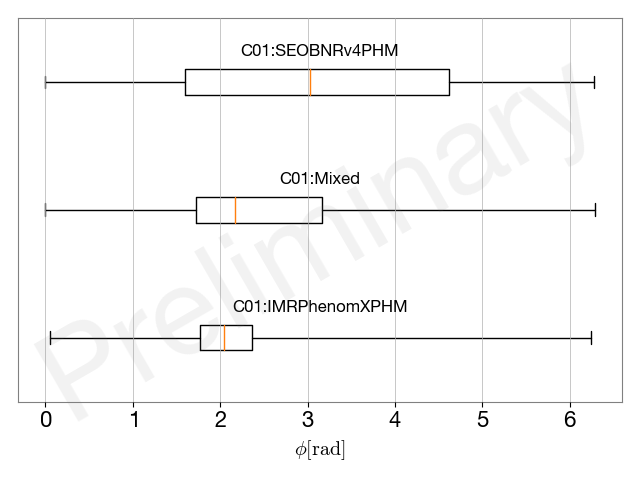 C01:SEOBNRv4PHM
C01:Mixed
C01:IMRPhenomXPHM
Preliminary
0 1 2 3 4 5 6
ϕ[rad]